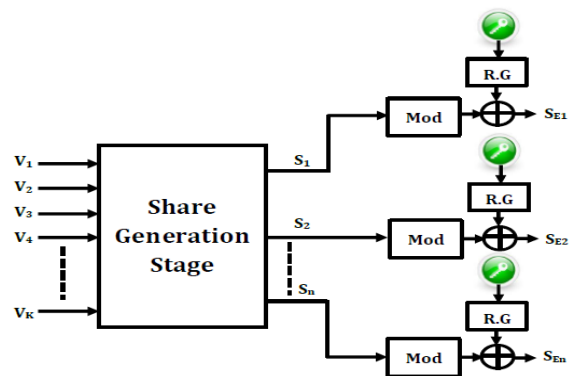 R.G
Mod
SE1
V1
V2
V3
V4
VK
Share
Generation
Stage
S1
S2
Sn
R.G
Mod
SE2
R.G
Mod
SEn